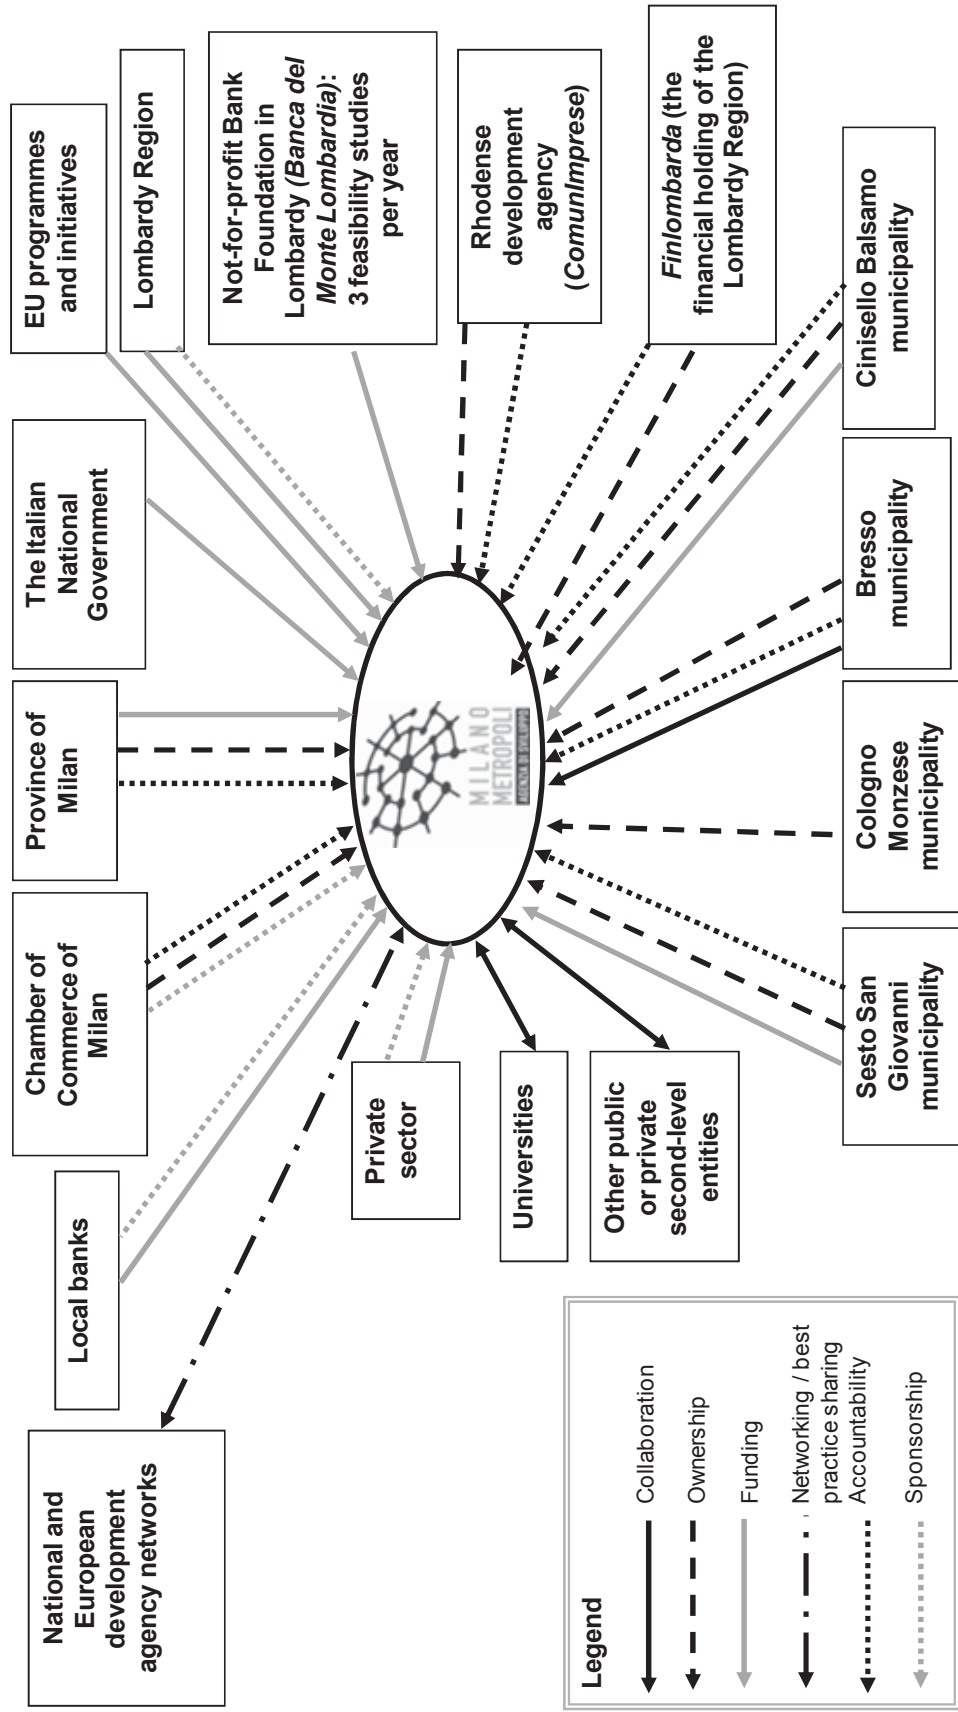 National and
European
development
agency networks
Local banks
Chamber of
Commerce of
Milan
Province of
Milan
The Italian
National
Government
EU programmes
and initiatives
Lombardy Region
Not-for-profit Bank
Foundation in
Lombardy (Banca del
Monte Lombardia):
3 feasibility studies
per year
Rhodense
development
agency
(ComunImprese)
Finlombarda (the
financial holding of the
Lombardy Region)
Private
sector
Universities
Other public
or private
second-level
entities
MILANO
METROPOLI
AGENZIA DI SVILUPPO
Sesto San
Giovanni
municipality
Cologno
Monzese
municipality
Bresso
municipality
Cinisello Balsamo
municipality
Legend
Collaboration
Ownership
Funding
Networking / best
practice sharing
Accountability
Sponsorship